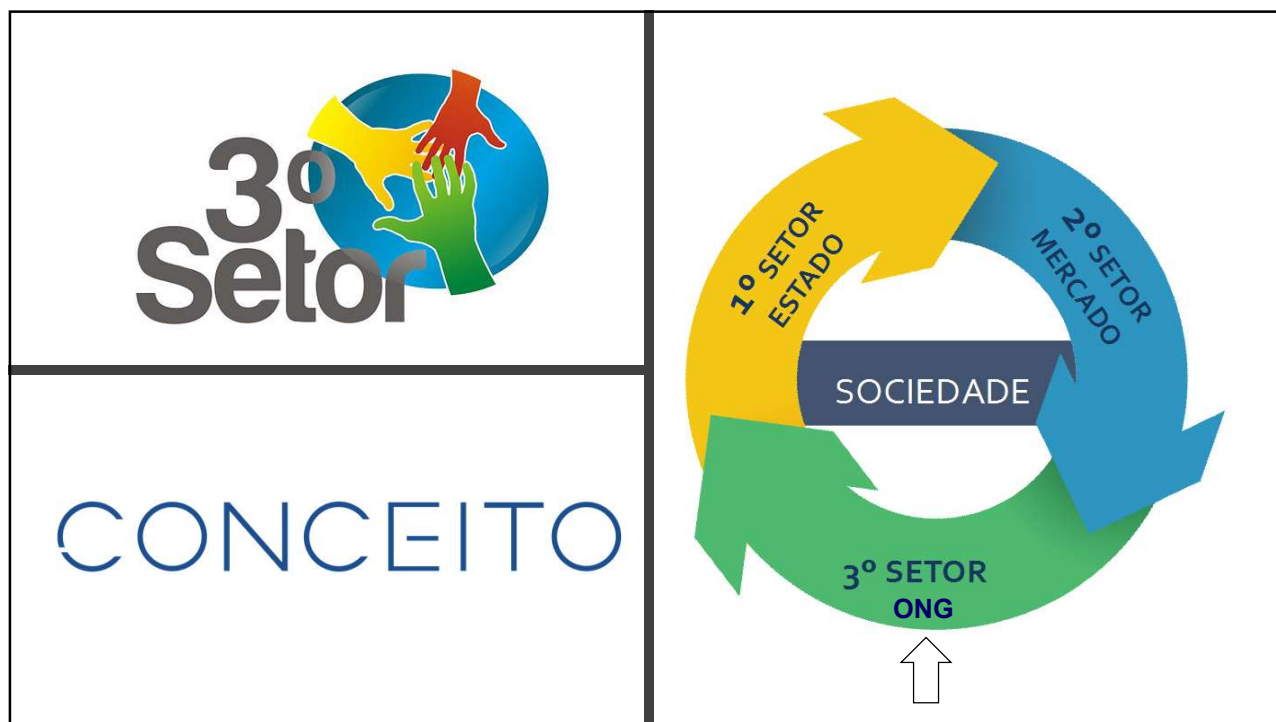 3º
Setor
CONCEITO
1º SETOR
ESTADO
2º SETOR
MERCADO
SOCIEDADE
3º SETOR
ONG